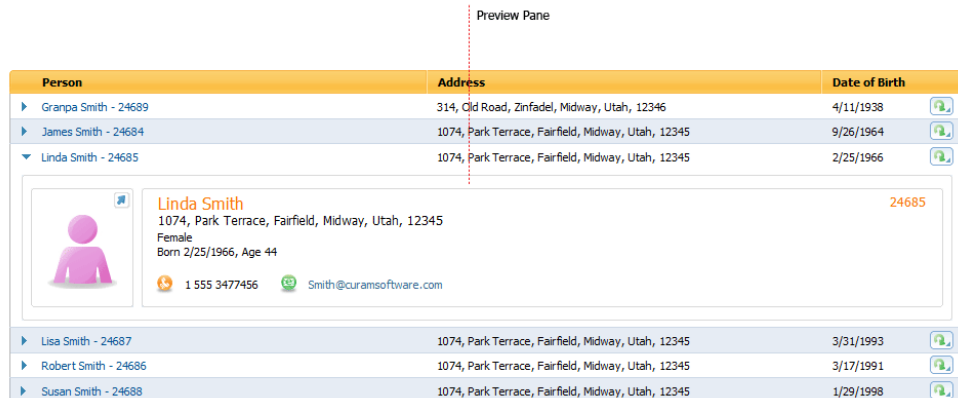 Preview Pane
Person Address Date of Birth
Granpa Smith - 24689 314, Old Road, Zinfadel, Midway, Utah, 12346 4/11/1938
James Smith - 24684 1074, Park Terrace, Fairfield, Midway, Utah, 12345 9/26/1964
Linda Smith - 24685 1074, Park Terrace, Fairfield, Midway, Utah, 12345 2/25/1966
Linda Smith 24685
1074, Park Terrace, Fairfield, Midway, Utah, 12345
Female
Born 2/25/1966, Age 44
1 555 3477456 Smith@curamsoftware.com
Lisa Smith - 24687 1074, Park Terrace, Fairfield, Midway, Utah, 12345 3/31/1993
Robert Smith - 24686 1074, Park Terrace, Fairfield, Midway, Utah, 12345 3/17/1991
Susan Smith - 24688 1074, Park Terrace, Fairfield, Midway, Utah, 12345 1/29/1998